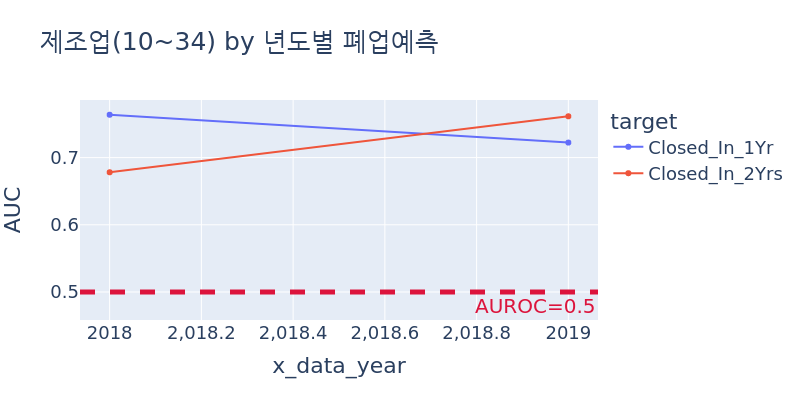 제조업(10~34) by 년도별 폐업예측
target
Closed_In_1Yr
Closed_In_2Yrs
AUC
0.7
0.6
0.5
AUROC=0.5
2018 2,018.2 2,018.4 2,018.6 2,018.8 2019
x_data_year